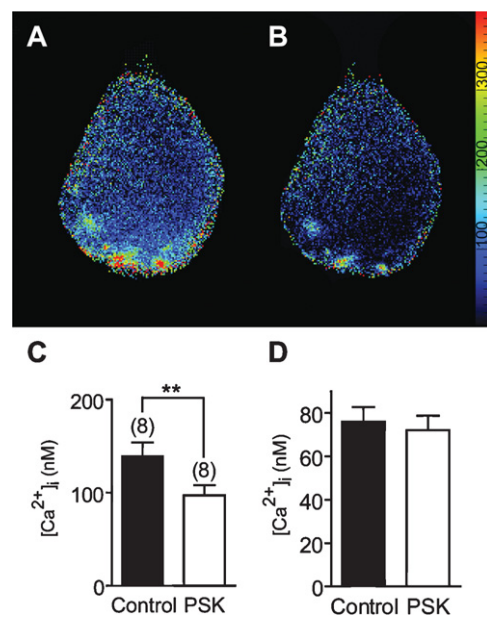 A
B
300
200
100
C
D
200
100
0
[Ca²⁺]ᵢ (nM)
**
(8)
(8)
Control PSK
80
60
40
20
0
[Ca²⁺]ᵢ (nM)
Control PSK